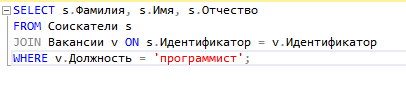 SELECT s.Фамилия, s.Имя, s.Отчество
FROM Соискатели s
JOIN Вакансии v ON s.Идентификатор = v.Идентификатор
WHERE v.Должность = 'программист';